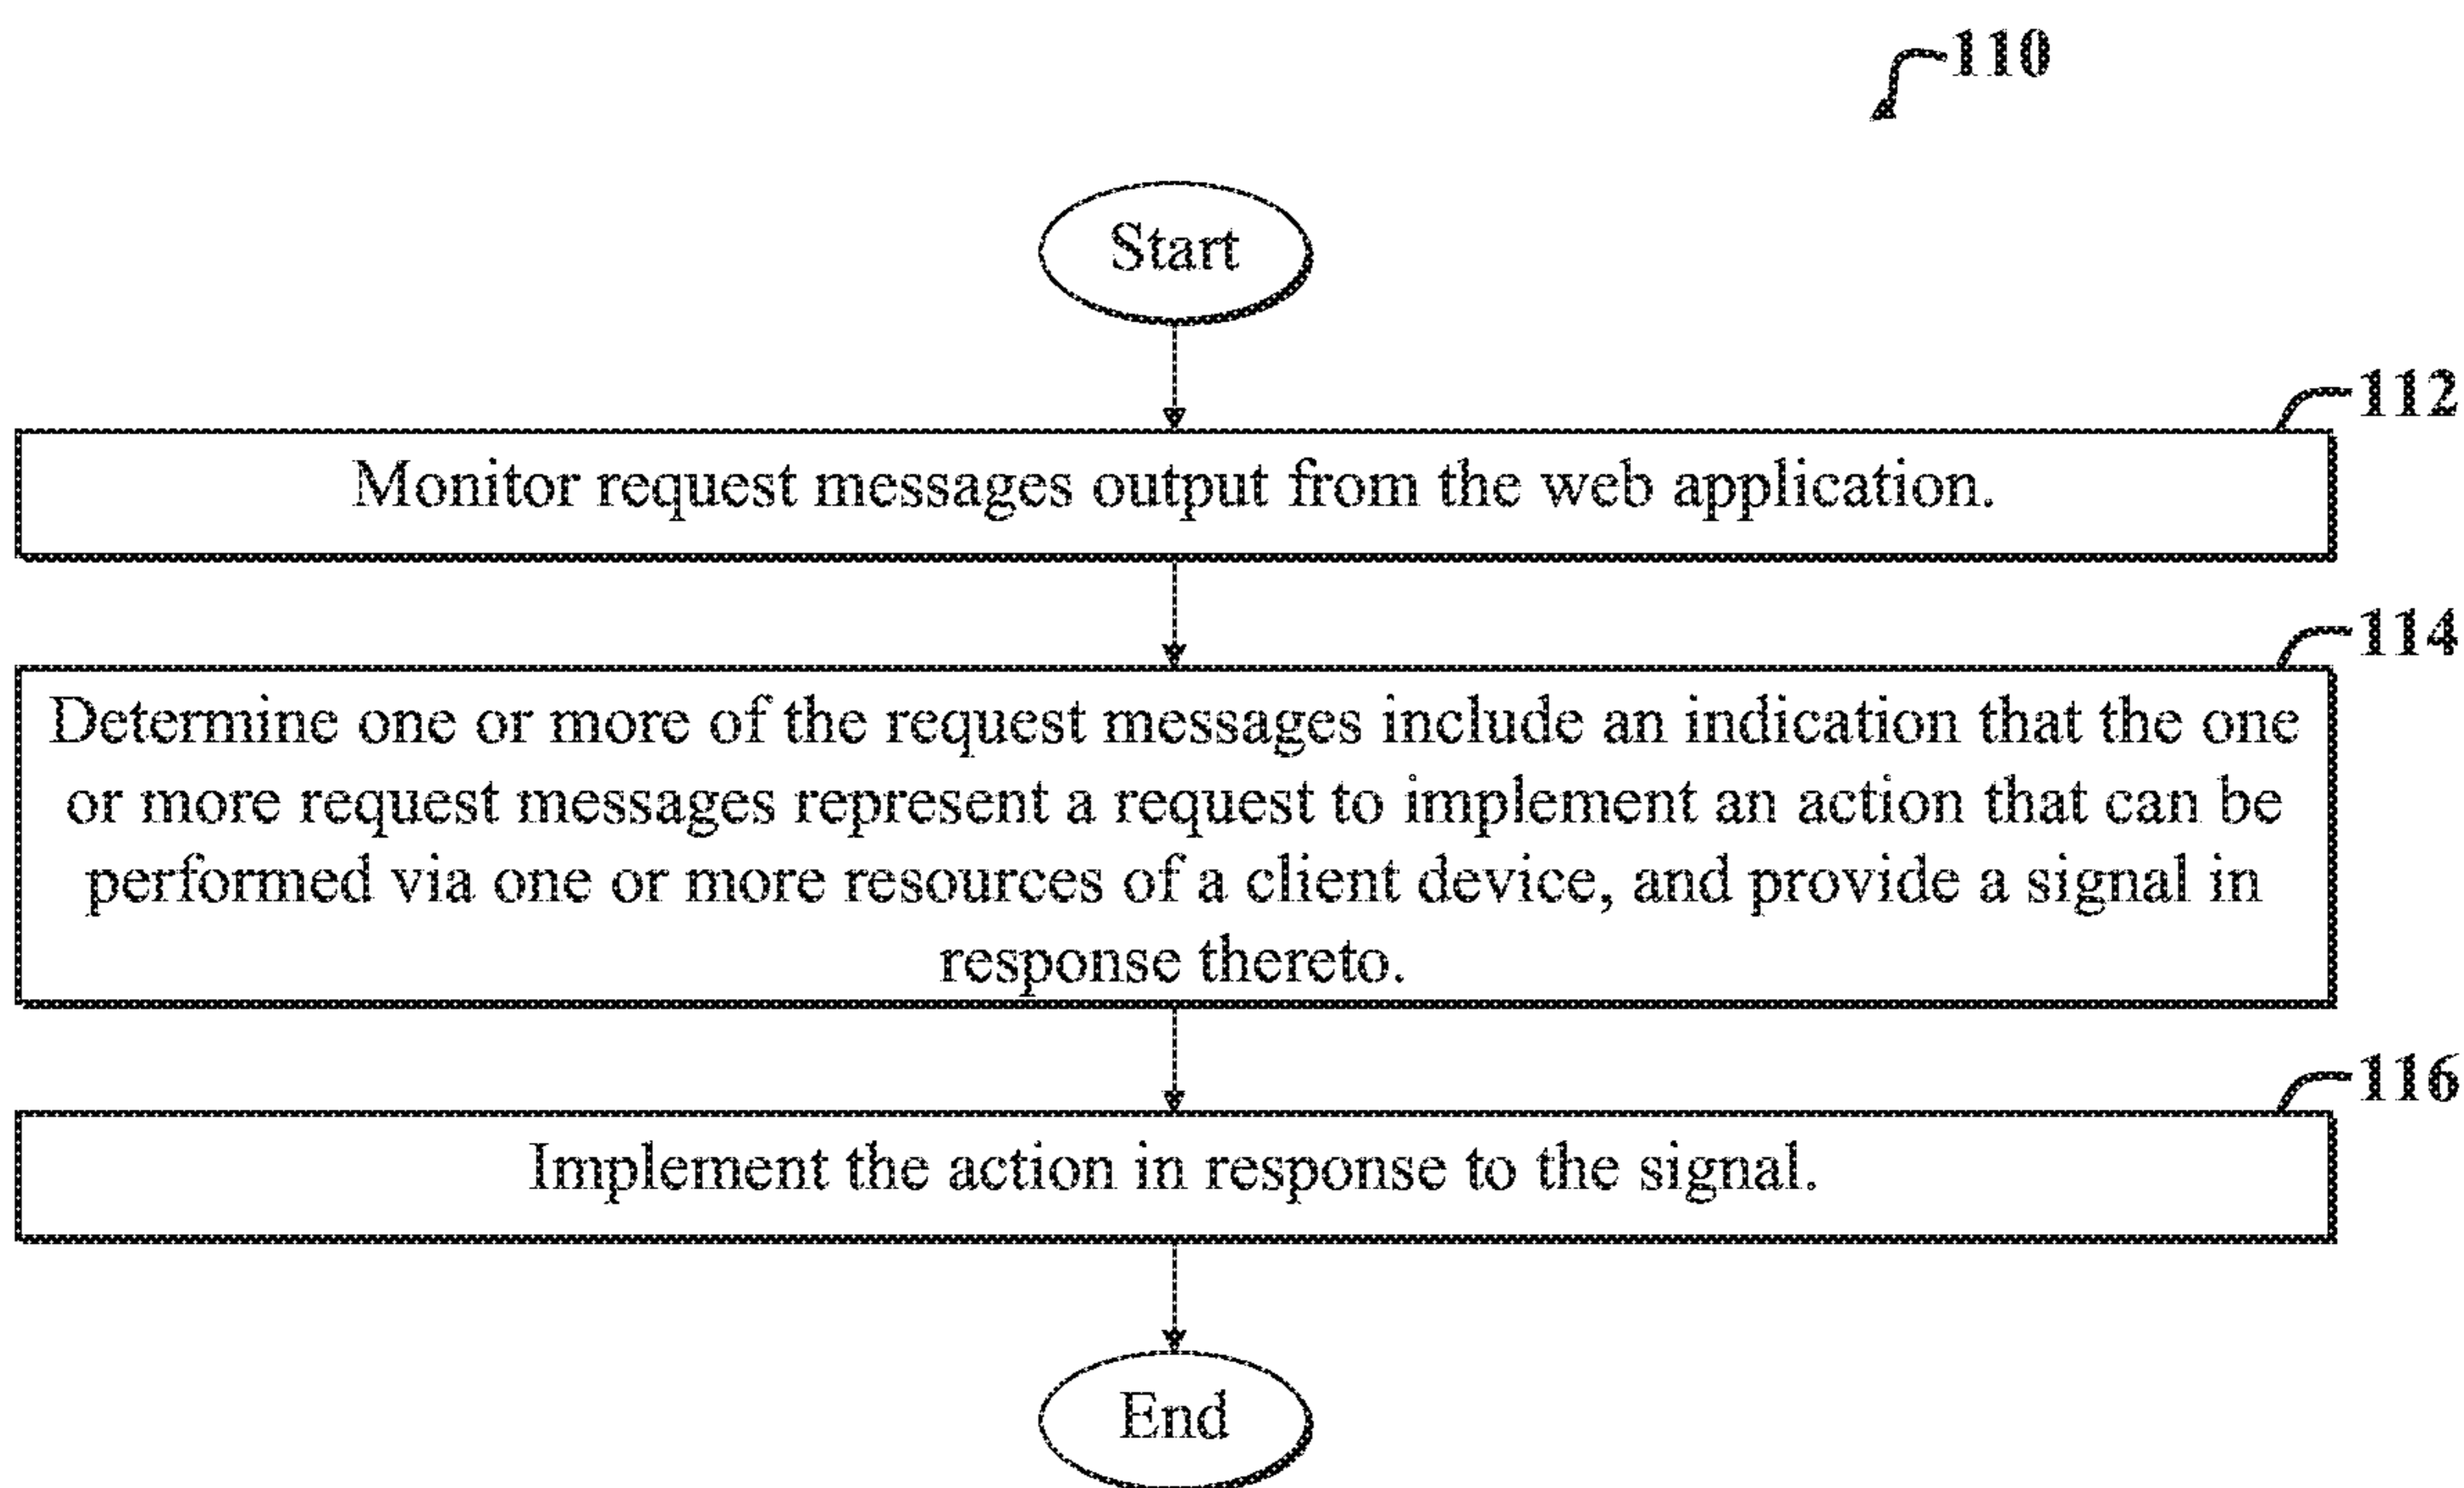 110
Start
112
Monitor request messages output from the web application.
114
Determine one or more of the request messages include an indication that the one
or more request messages represent a request to implement an action that can be
performed via one or more resources of a client device, and provide a signal in
response thereto.
116
Implement the action in response to the signal.
End